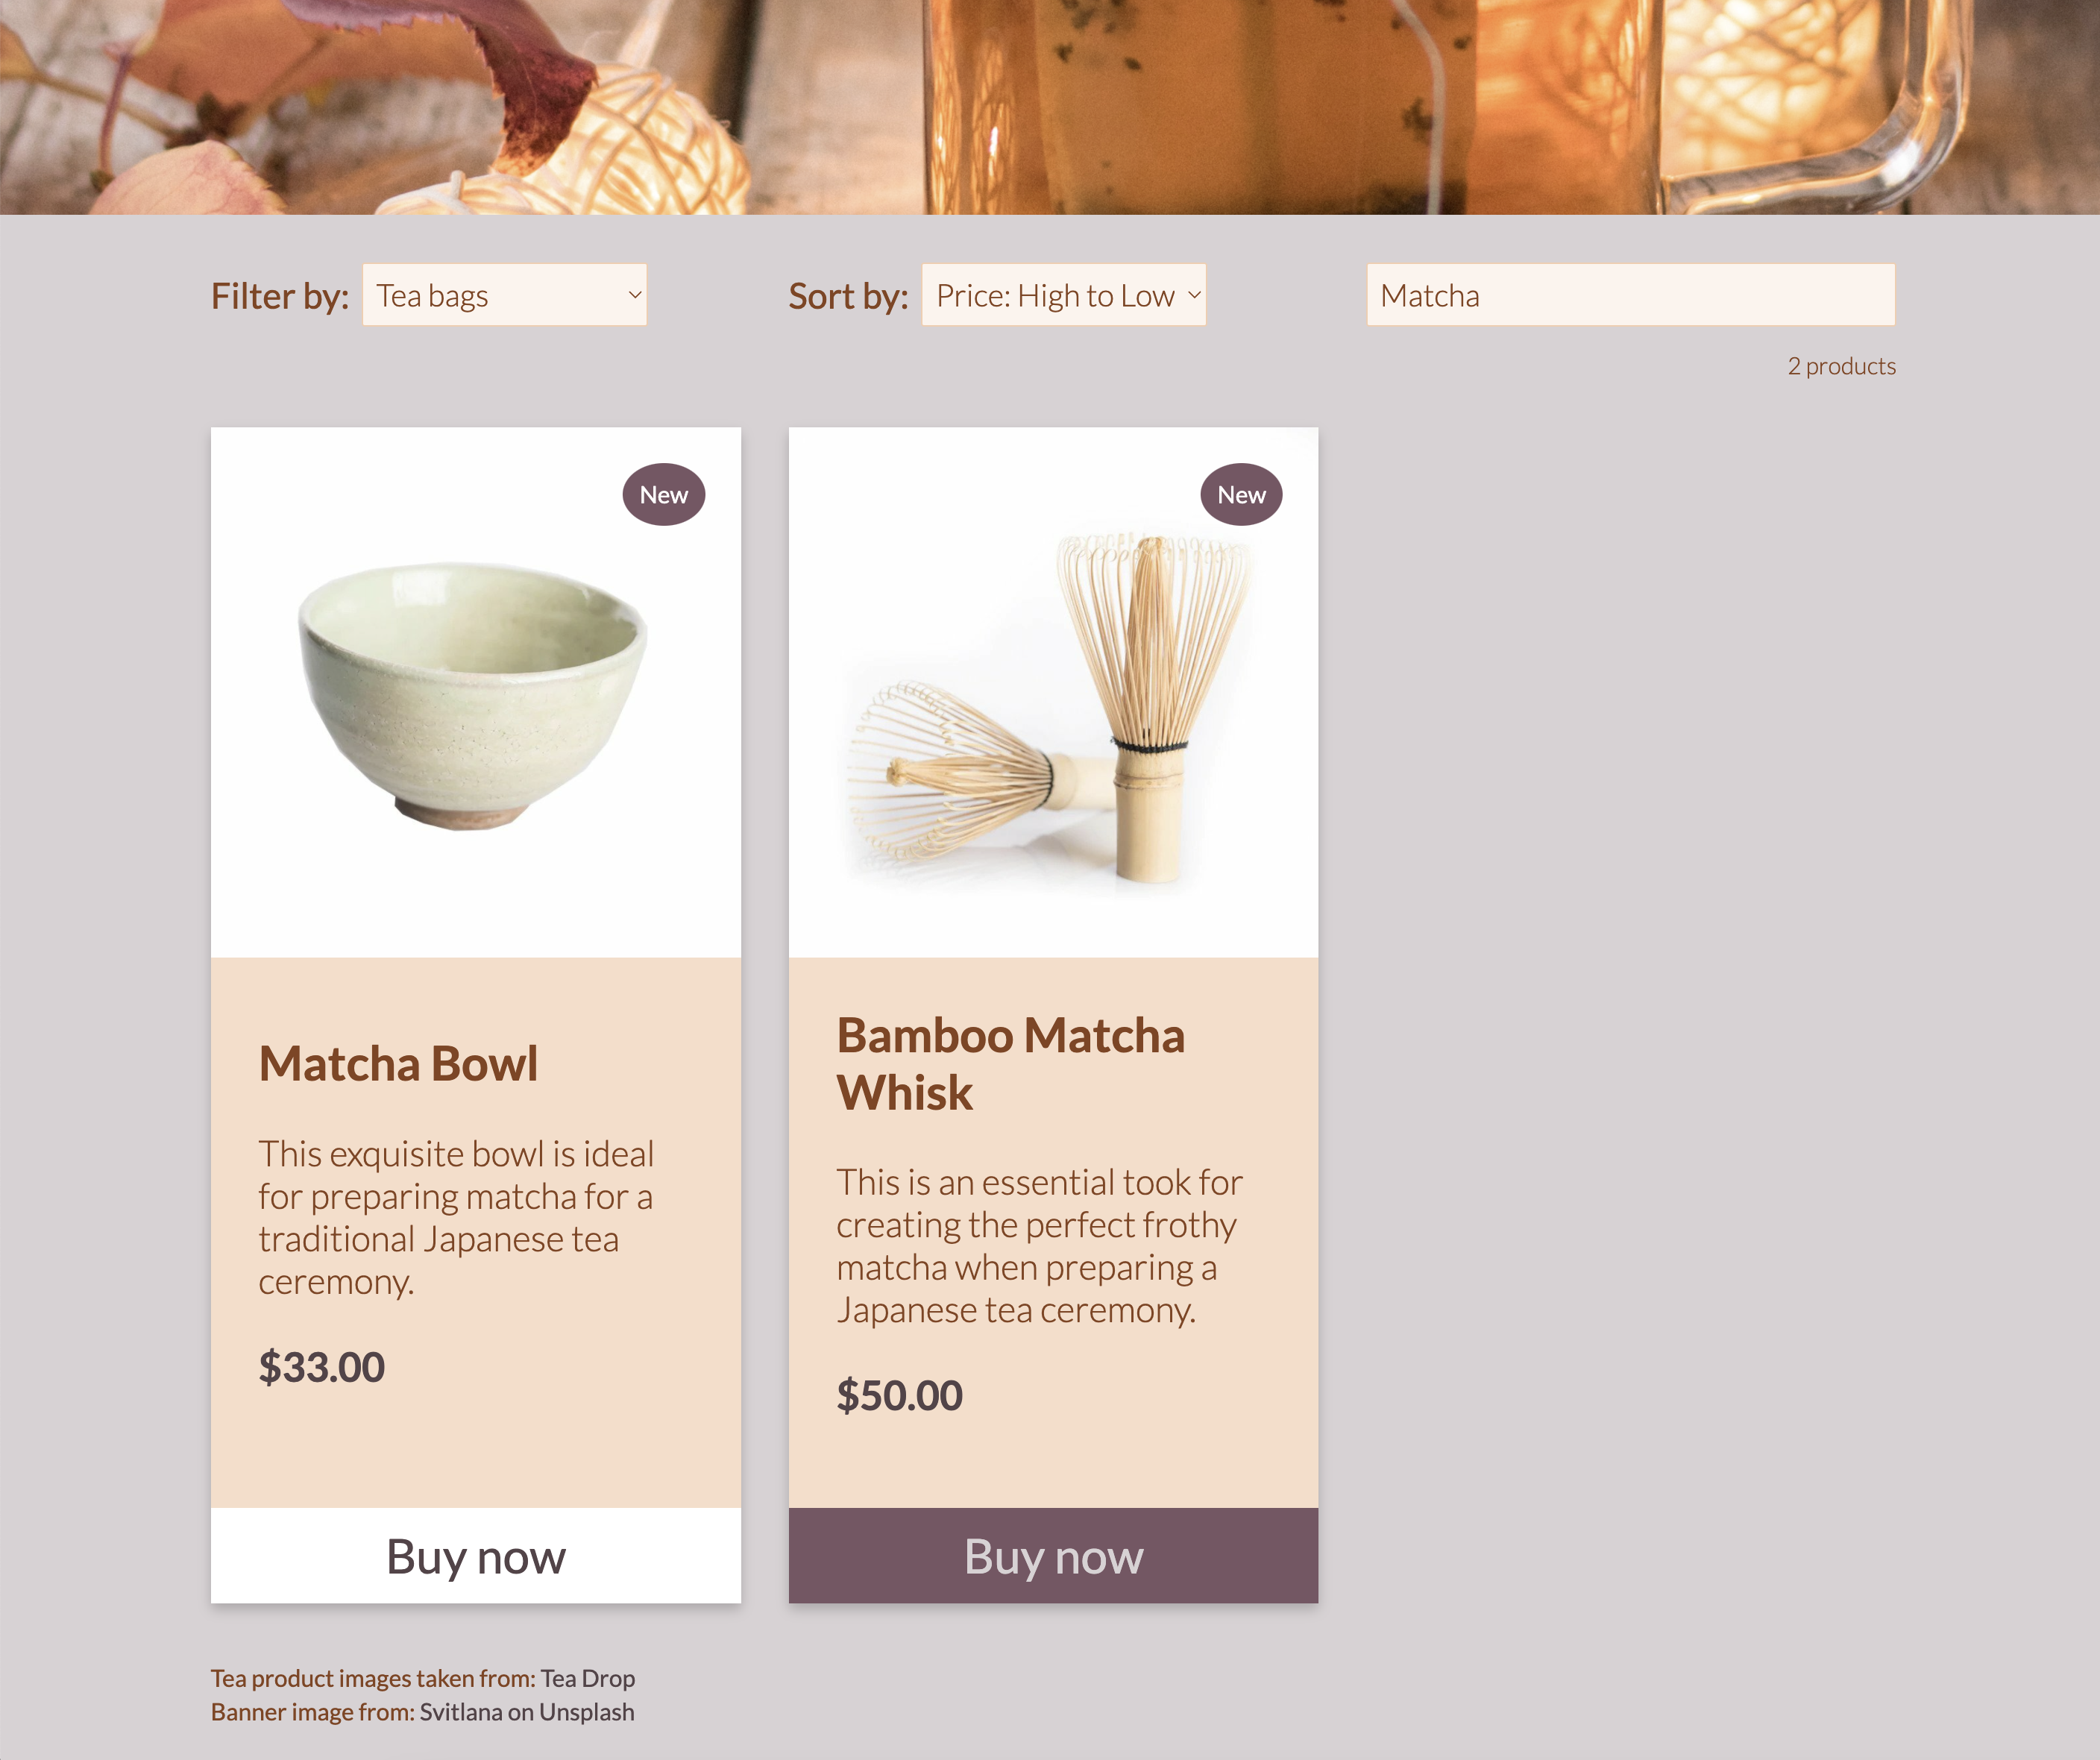 Filter by: Tea bags Sort by: Price: High to Low Matcha
2 products
New
Matcha Bowl
This exquisite bowl is ideal
for preparing matcha for a
traditional Japanese tea
ceremony.
$33.00
Buy now
New
Bamboo Matcha
Whisk
This is an essential took for
creating the perfect frothy
matcha when preparing a
Japanese tea ceremony.
$50.00
Buy now
Tea product images taken from: Tea Drop
Banner image from: Svitlana on Unsplash